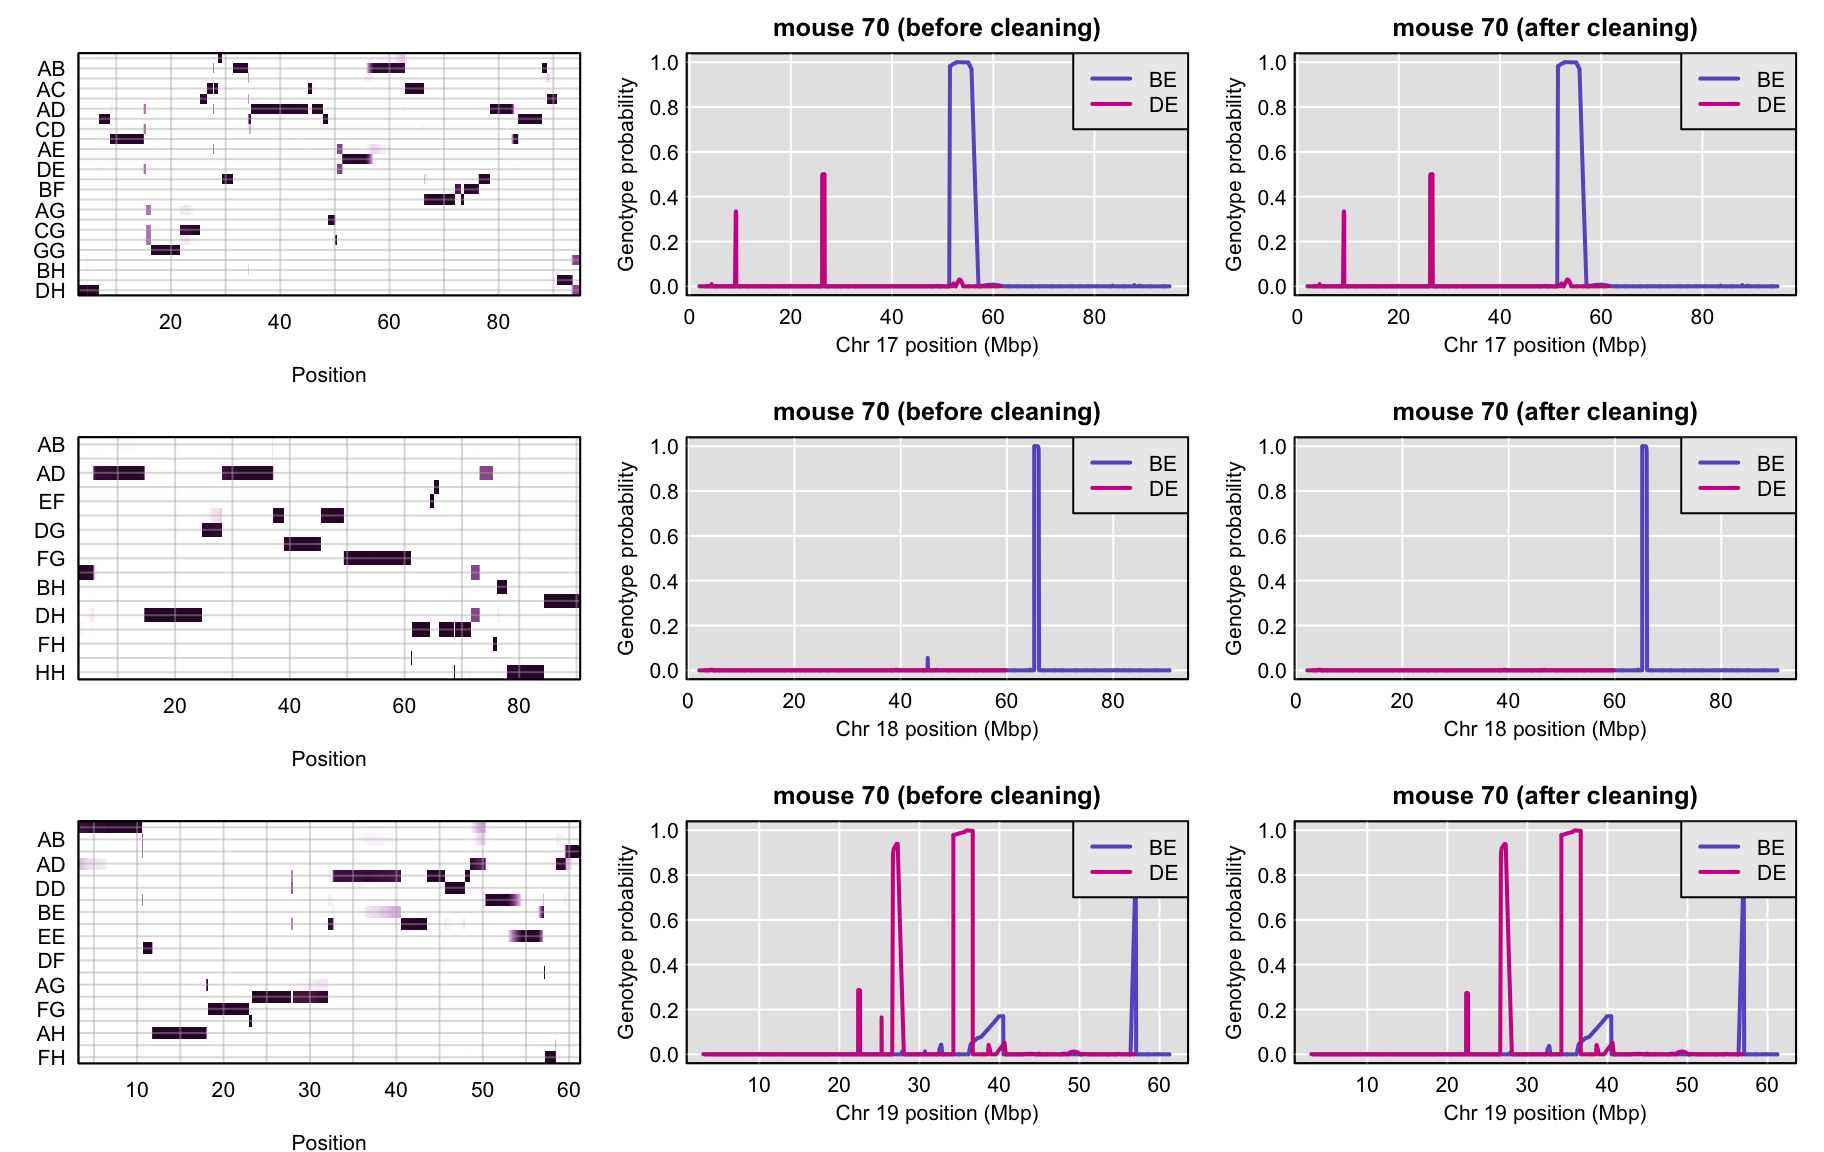 AB
AC
AD
CD
AE
DE
BF
AG
CG
GG
BH
DH
20 40 60 80
Position
mouse 70 (before cleaning)
Genotype probability
1.0
0.8
0.6
0.4
0.2
0.0
BE
DE
0 20 40 60 80
Chr 17 position (Mbp)
mouse 70 (after cleaning)
Genotype probability
1.0
0.8
0.6
0.4
0.2
0.0
BE
DE
0 20 40 60 80
Chr 17 position (Mbp)
AB
AD
EF
DG
FG
BH
DH
FH
HH
20 40 60 80
Position
mouse 70 (before cleaning)
Genotype probability
1.0
0.8
0.6
0.4
0.2
0.0
BE
DE
0 20 40 60 80
Chr 18 position (Mbp)
mouse 70 (after cleaning)
Genotype probability
1.0
0.8
0.6
0.4
0.2
0.0
BE
DE
0 20 40 60 80
Chr 18 position (Mbp)
AB
AD
DD
BE
EE
DF
AG
FG
AH
FH
10 20 30 40 50 60
Position
mouse 70 (before cleaning)
Genotype probability
1.0
0.8
0.6
0.4
0.2
0.0
BE
DE
10 20 30 40 50 60
Chr 19 position (Mbp)
mouse 70 (after cleaning)
Genotype probability
1.0
0.8
0.6
0.4
0.2
0.0
BE
DE
10 20 30 40 50 60
Chr 19 position (Mbp)